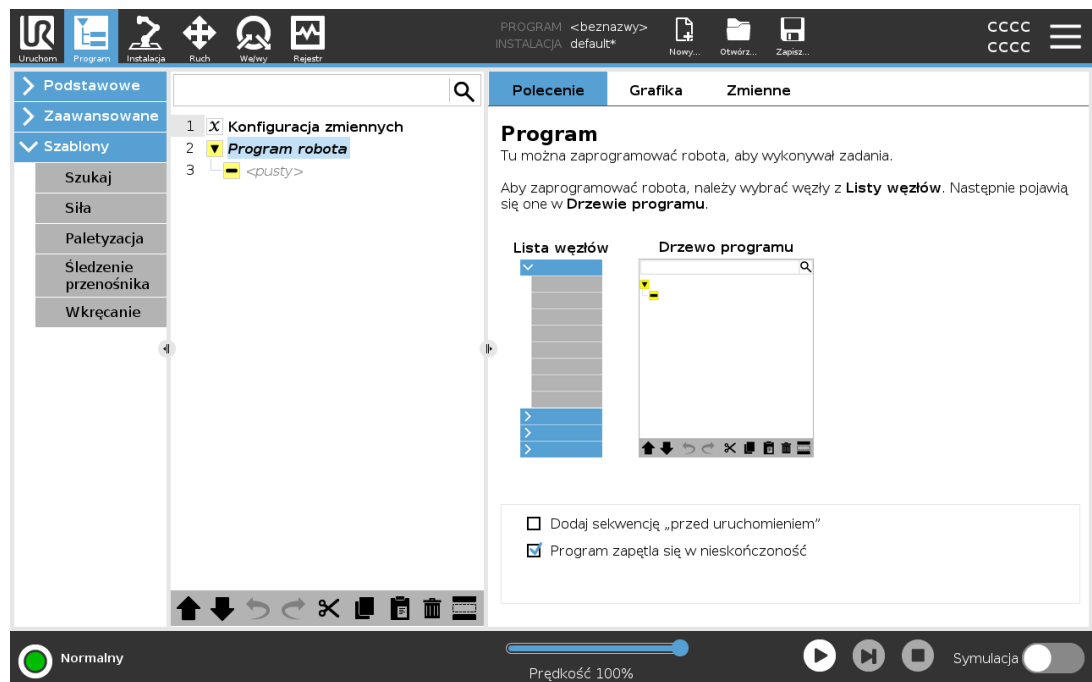 PROGRAM <beznazwy>
INSTALACJA default*
Uruchom Program Instalacja Ruch We/wy Rejestr
Nowy... Otwórz... Zapisz...
CCCC
CCCC
Podstawowe
Zaawansowane
Szablony
Szukaj
Siła
Paletyzacja
Śledzenie
przenośnika
Wkręcanie
1 X Konfiguracja zmiennych
2 Program robota
3 <pusty>
Polecenie Grafika Zmienne
Program
Tu można zaprogramować robota, aby wykonywał zadania.
Aby zaprogramować robota, należy wybrać węzły z Listy węzłów. Następnie pojawią
się one w Drzewie programu.
Lista węzłów Drzewo programu
Dodaj sekwencję „przed uruchomieniem”
Program zapętla się w nieskończoność
Normalny
Prędkość 100%
Symulacja